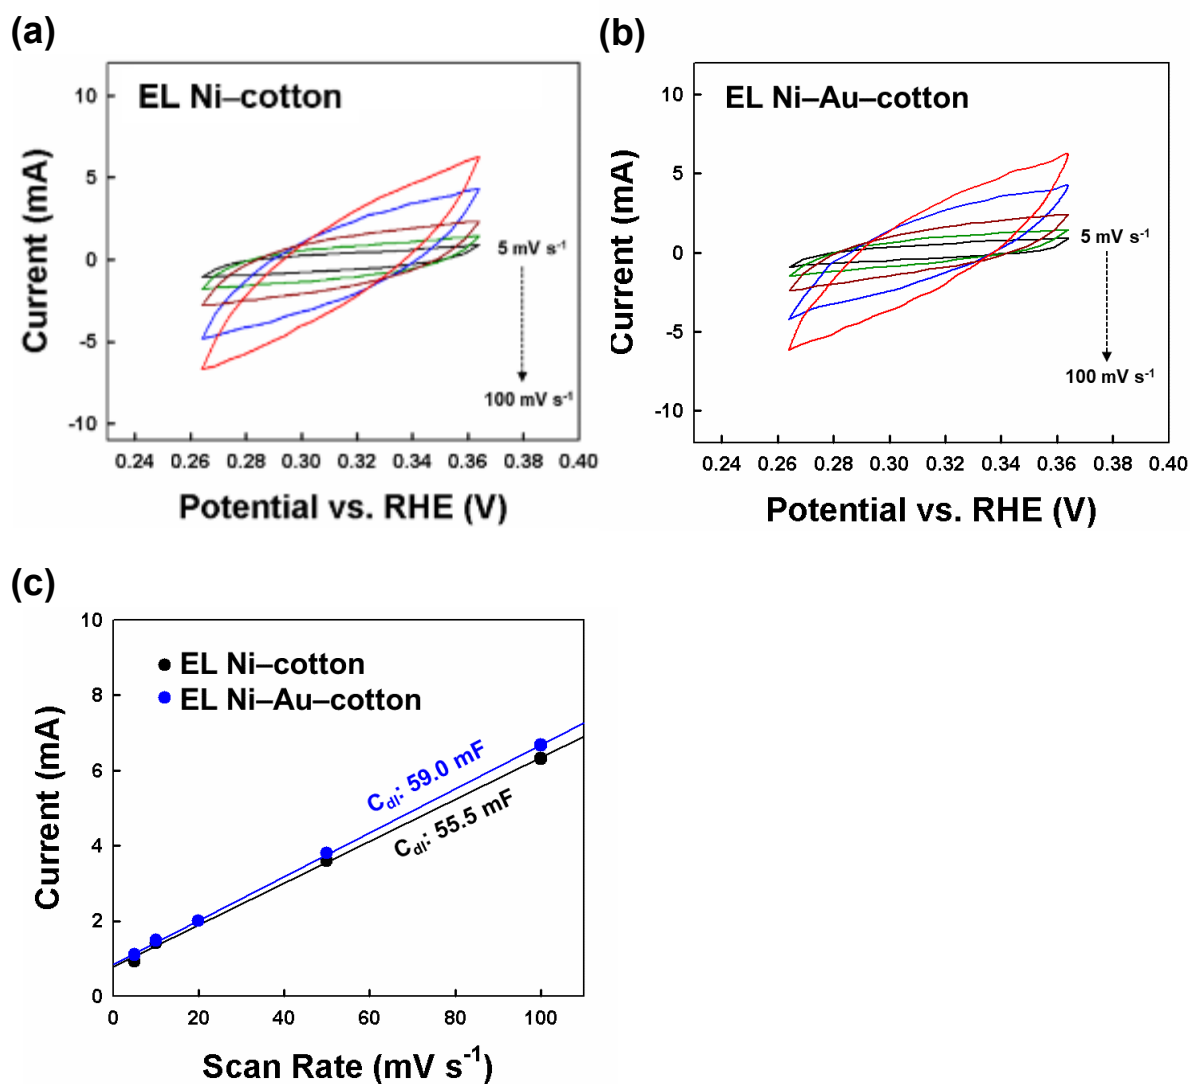 (a)
EL Ni–cotton
10
5
0
-5
-10
Current (mA)
5 mV s⁻¹
100 mV s⁻¹
0.24 0.26 0.28 0.30 0.32 0.34 0.36 0.38 0.40
Potential vs. RHE (V)
(b)
EL Ni–Au–cotton
10
5
0
-5
-10
Current (mA)
5 mV s⁻¹
100 mV s⁻¹
0.24 0.26 0.28 0.30 0.32 0.34 0.36 0.38 0.40
Potential vs. RHE (V)
(c)
EL Ni–cotton
EL Ni–Au–cotton
10
8
6
4
2
0
Current (mA)
C_dl: 59.0 mF
C_dl: 55.5 mF
0 20 40 60 80 100
Scan Rate (mV s⁻¹)